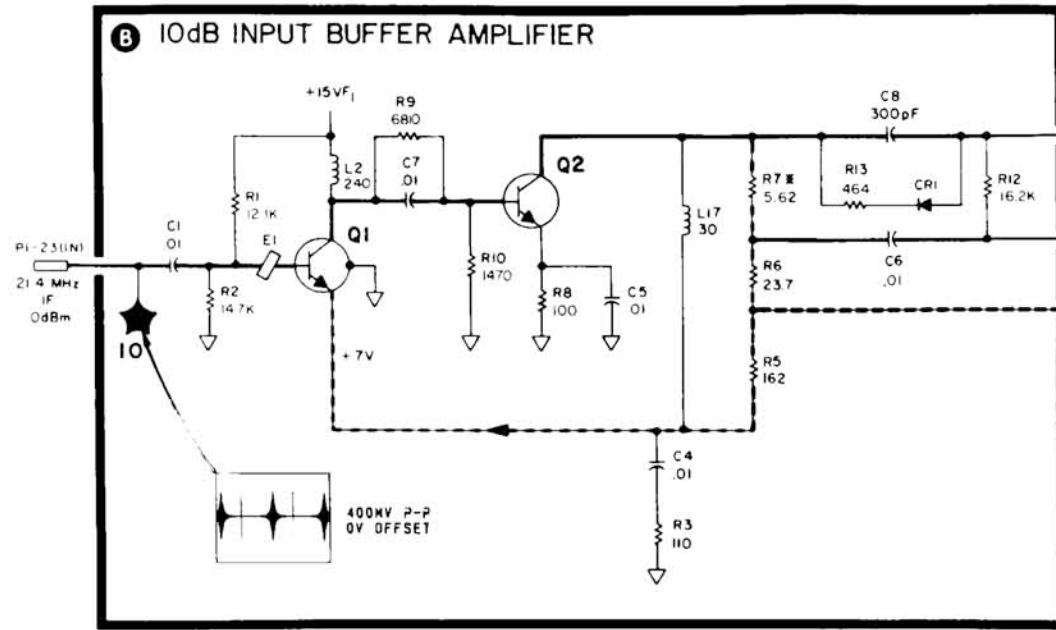 B 10dB INPUT BUFFER AMPLIFIER
+15VF1
R9
6810
C8
300pF
L2
240
C7
.01
Q2
R1
12.1K
R13
464
CR1
R7*
5.62
R12
16.2K
L17
30
C1
.01
E1
Q1
P1-23(IN)
21.4 MHz
IF
0dBm
R2
14.7K
R10
1470
C6
.01
R6
23.7
R8
100
C5
.01
10
+7V
R5
162
C4
.01
R3
110
400MV P-P
0V OFFSET